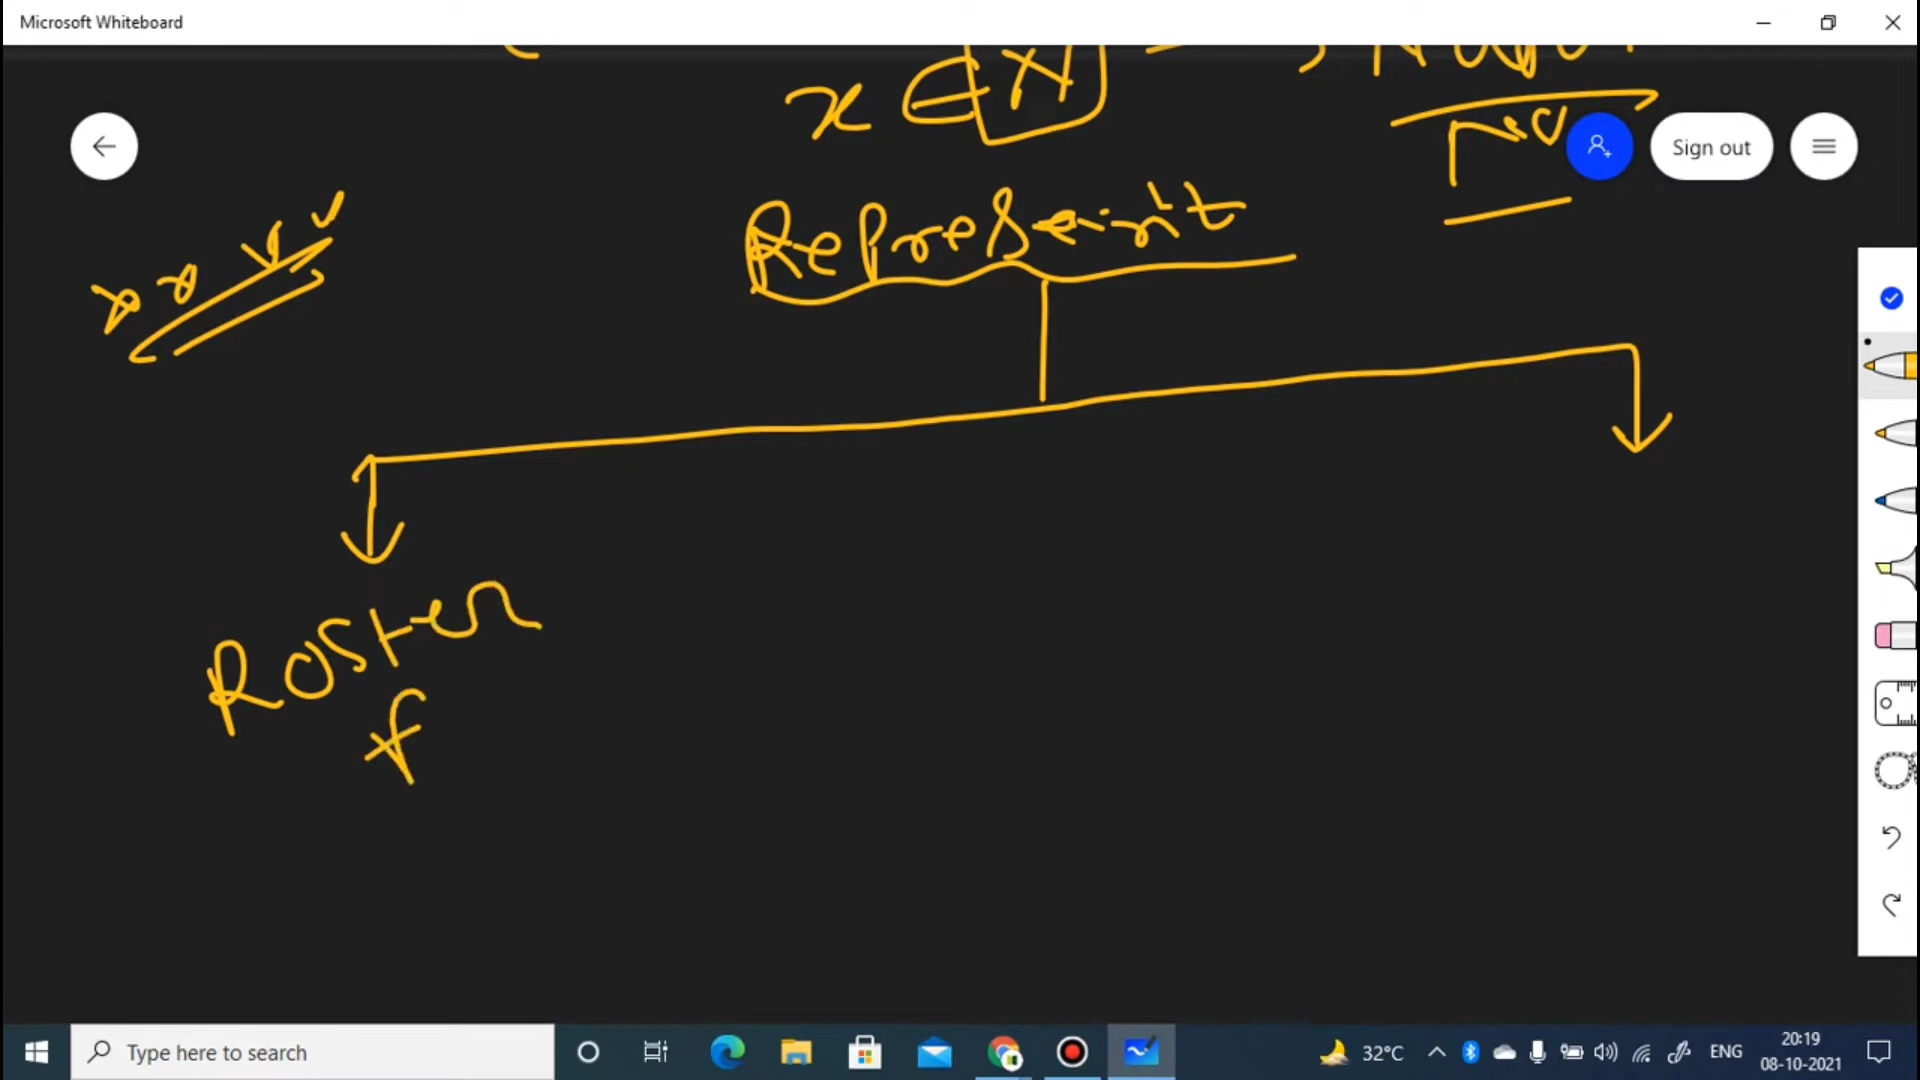 Microsoft Whiteboard
x ∈ N
Sign out
Represent
Roster
f
Type here to search
32°C
ENG
20:19
08-10-2021